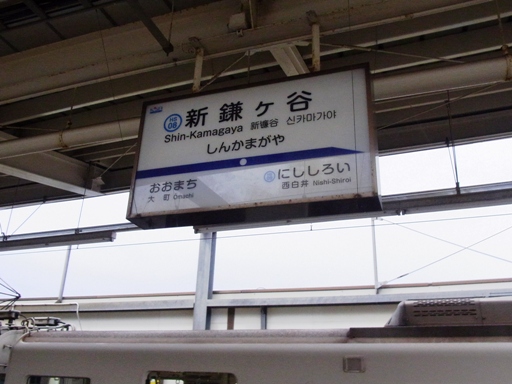 HS
08
新鎌ヶ谷
Shin-Kamagaya 新镰谷 신카마가야
しんかまがや
おおまち
大町 Ōmachi
にししろい
西白井 Nishi-Shiroi